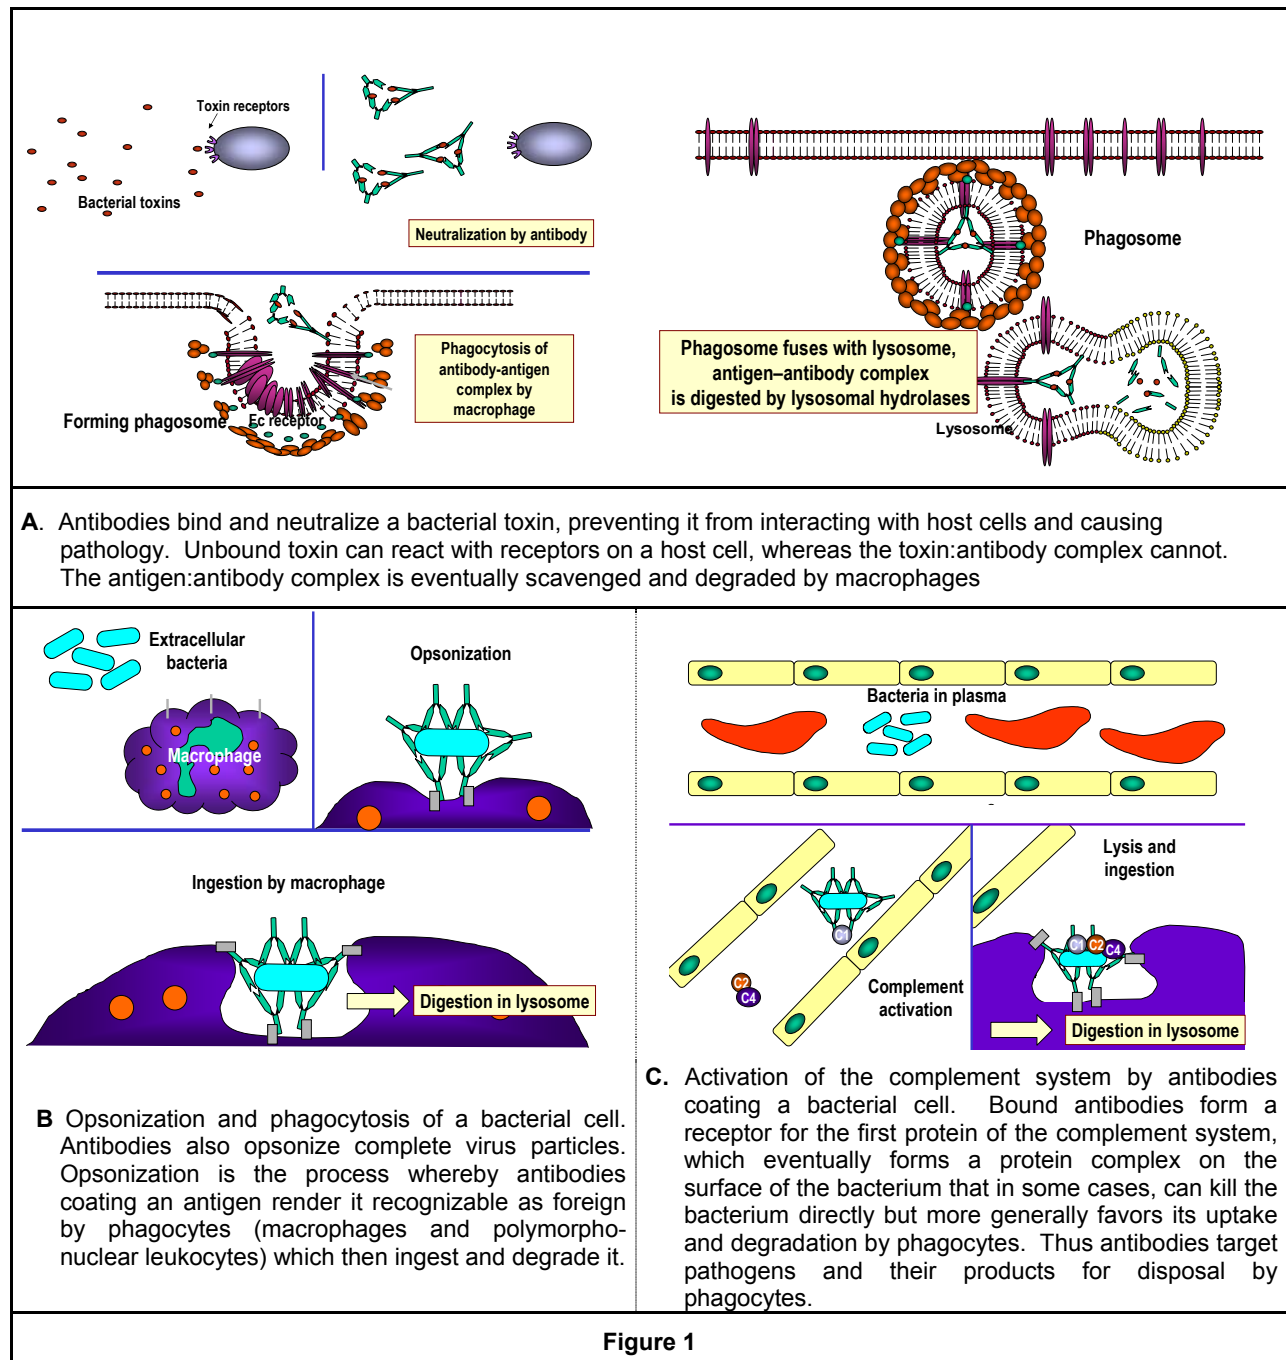 Toxin receptors
Bacterial toxins
Neutralization by antibody
Phagocytosis of
antibody-antigen
complex by
macrophage
Forming phagosome
Fc receptor
Phagosome
Phagosome fuses with lysosome,
antigen–antibody complex
is digested by lysosomal hydrolases
Lysosome
A. Antibodies bind and neutralize a bacterial toxin, preventing it from interacting with host cells and causing
pathology. Unbound toxin can react with receptors on a host cell, whereas the toxin:antibody complex cannot.
The antigen:antibody complex is eventually scavenged and degraded by macrophages
Extracellular
bacteria
Macrophage
Opsonization
Ingestion by macrophage
Digestion in lysosome
B Opsonization and phagocytosis of a bacterial cell.
Antibodies also opsonize complete virus particles.
Opsonization is the process whereby antibodies
coating an antigen render it recognizable as foreign
by phagocytes (macrophages and polymorpho-
nuclear leukocytes) which then ingest and degrade it.
Bacteria in plasma
C1
C2
C4
Complement
activation
Lysis and
ingestion
C1
C2
C4
Digestion in lysosome
C. Activation of the complement system by antibodies
coating a bacterial cell. Bound antibodies form a
receptor for the first protein of the complement system,
which eventually forms a protein complex on the
surface of the bacterium that in some cases, can kill the
bacterium directly but more generally favors its uptake
and degradation by phagocytes. Thus antibodies target
pathogens and their products for disposal by
phagocytes.
Figure 1